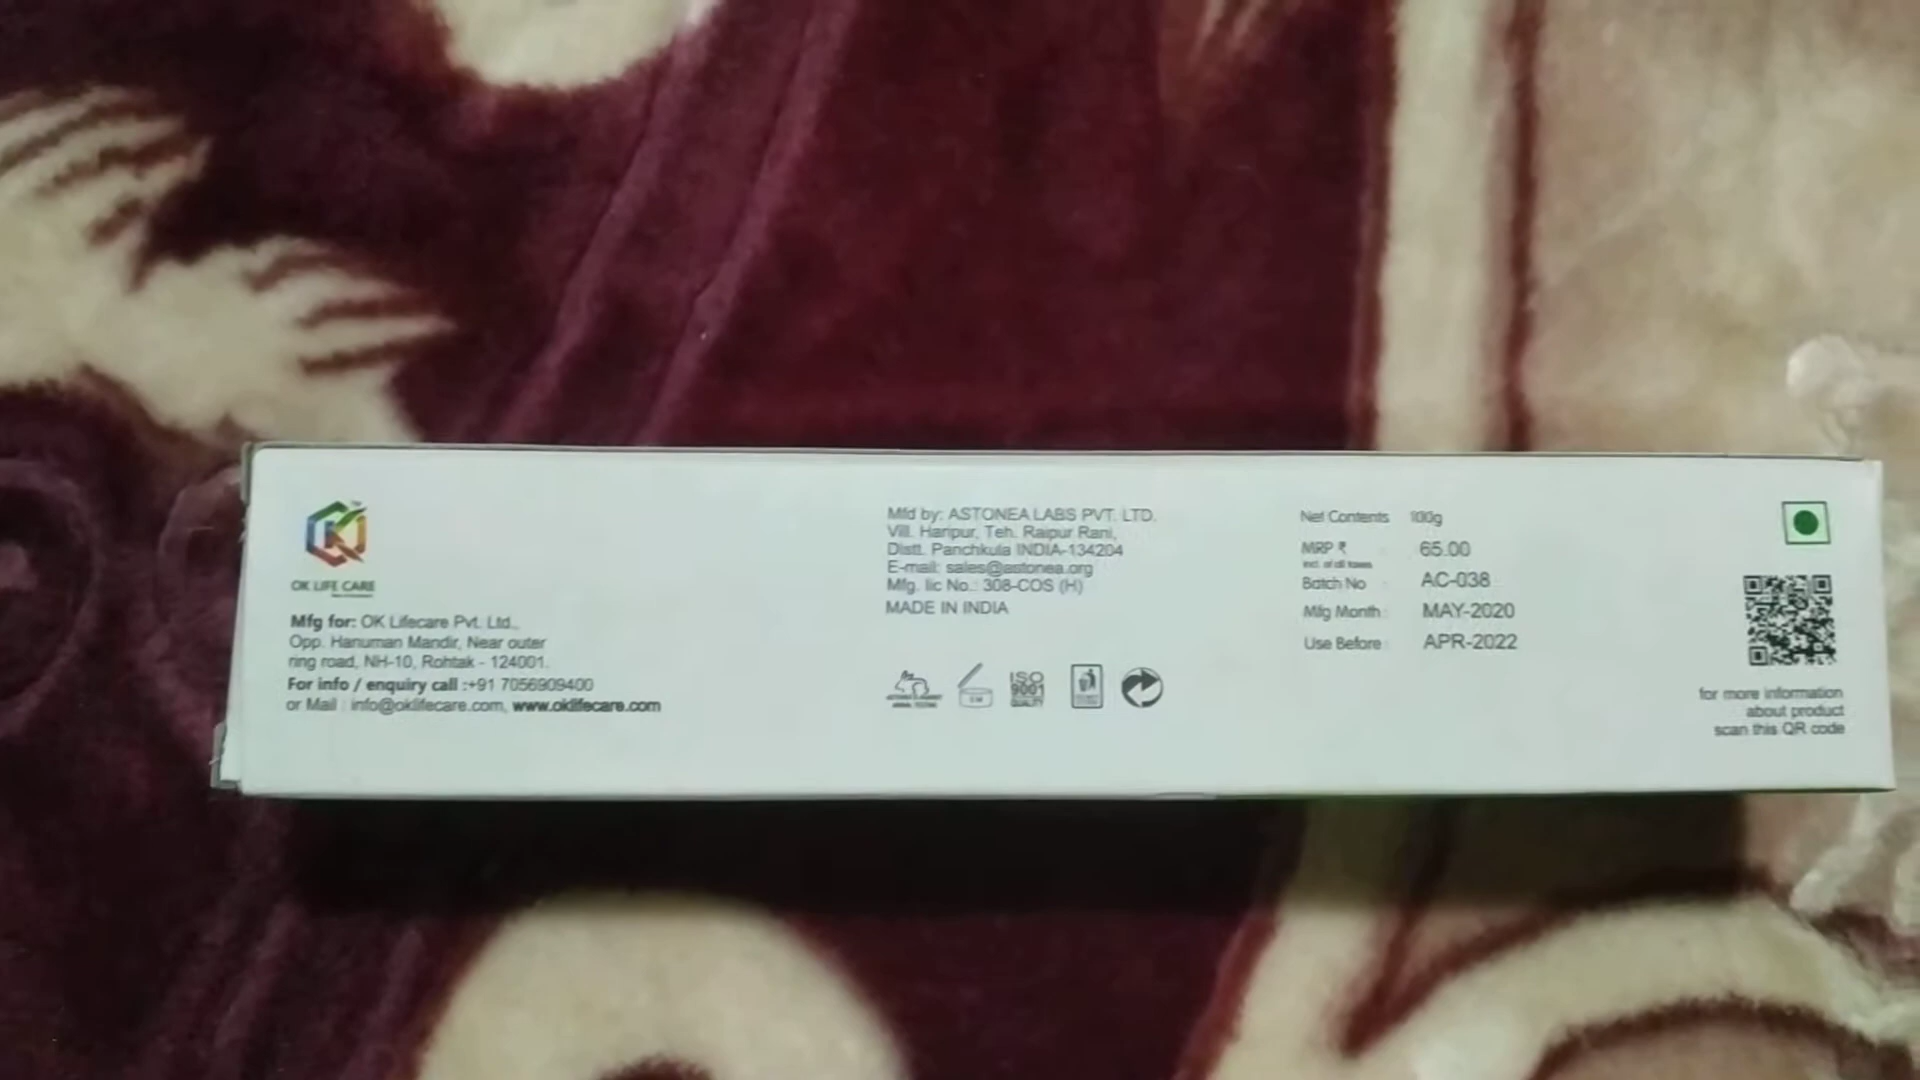 OK LIFE CARE
Mfg for: OK Lifecare Pvt. Ltd.,
Opp. Hanuman Mandir, Near outer
ring road, NH-10, Rohtak - 124001.
For info / enquiry call :+91 7056909400
or Mail : info@oklifecare.com, www.oklifecare.com
Mfd by: ASTONEA LABS PVT. LTD.
Vill. Haripur, Teh. Raipur Rani,
Distt. Panchkula INDIA-134204
E-mail: sales@astonea.org
Mfg. lic No.: 308-COS (H)
MADE IN INDIA
ISO
9001
QUALITY
Net Contents 100g
MRP ₹ : 65.00
incl. of all taxes
Batch No : AC-038
Mfg Month : MAY-2020
Use Before : APR-2022
for more information
about product
scan this QR code